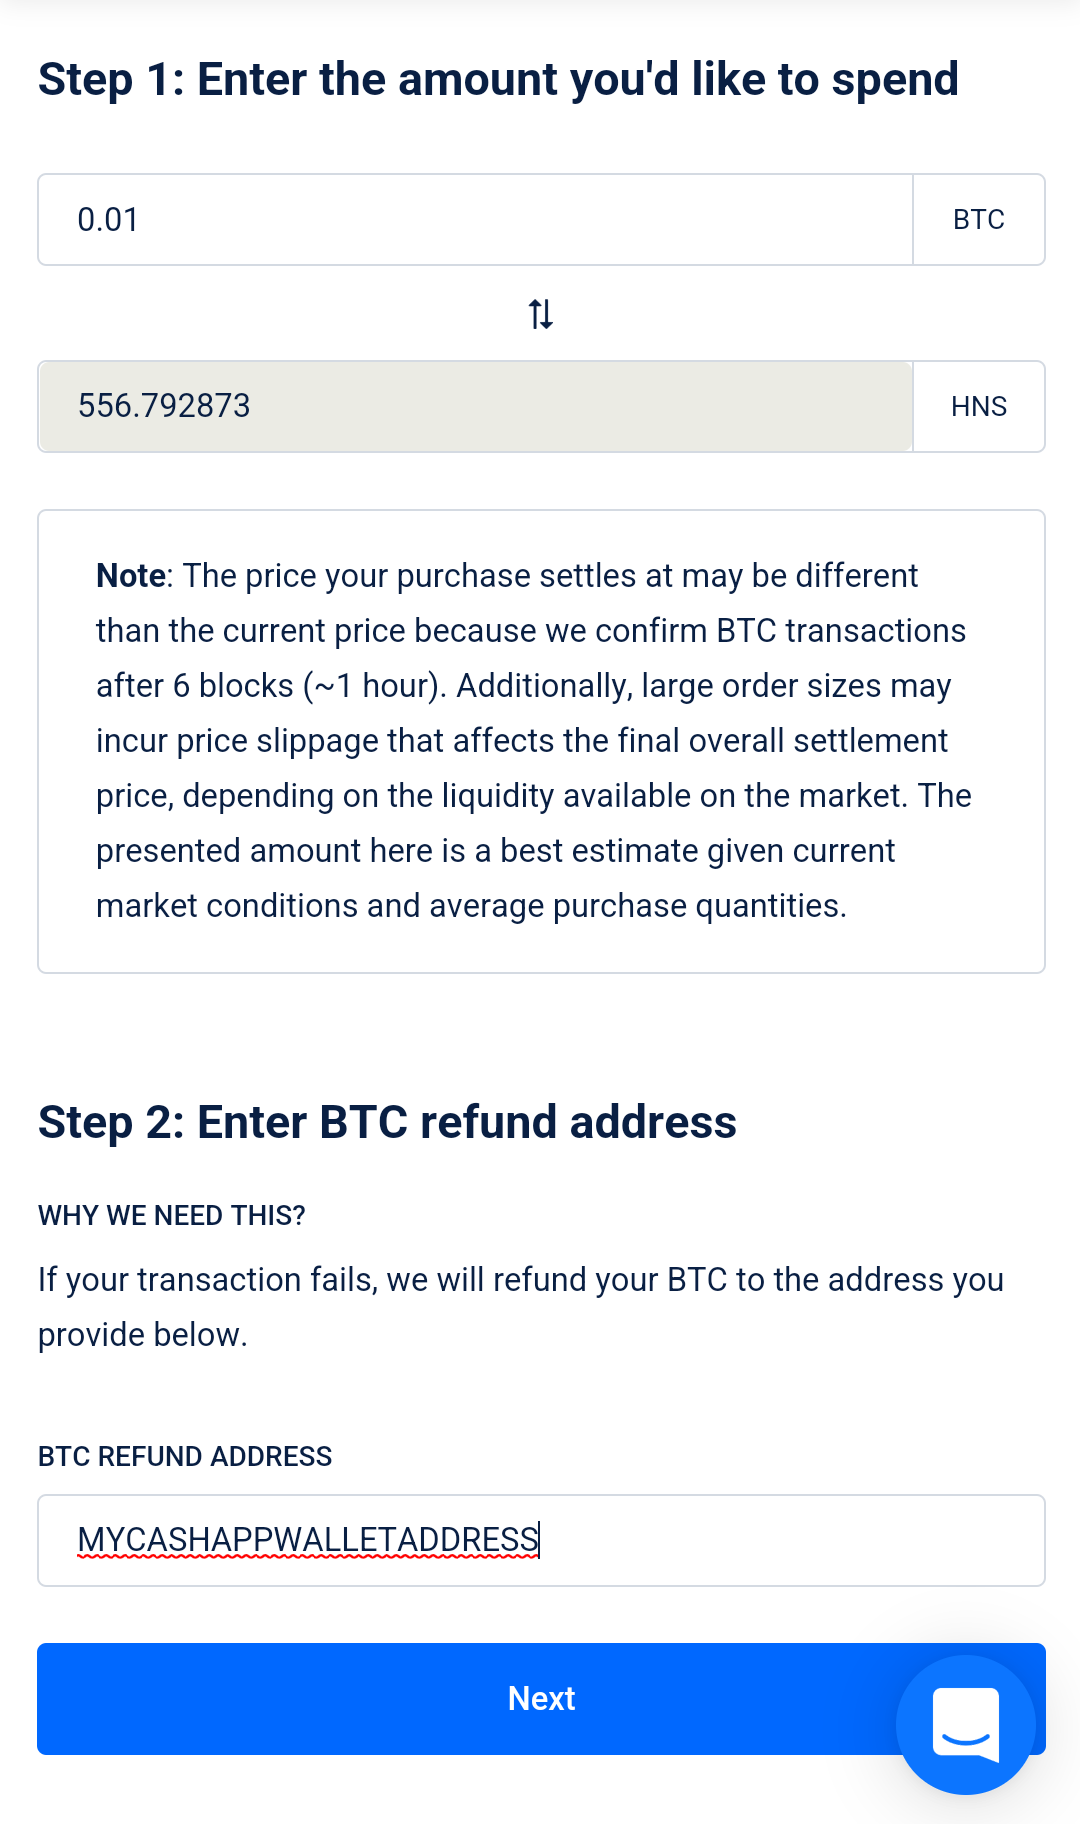 Step 1: Enter the amount you'd like to spend
0.01
BTC
556.792873
HNS
Note: The price your purchase settles at may be different
than the current price because we confirm BTC transactions
after 6 blocks (~1 hour). Additionally, large order sizes may
incur price slippage that affects the final overall settlement
price, depending on the liquidity available on the market. The
presented amount here is a best estimate given current
market conditions and average purchase quantities.
Step 2: Enter BTC refund address
WHY WE NEED THIS?
If your transaction fails, we will refund your BTC to the address you
provide below.
BTC REFUND ADDRESS
MYCASHAPPWALLETADDRESS
Next